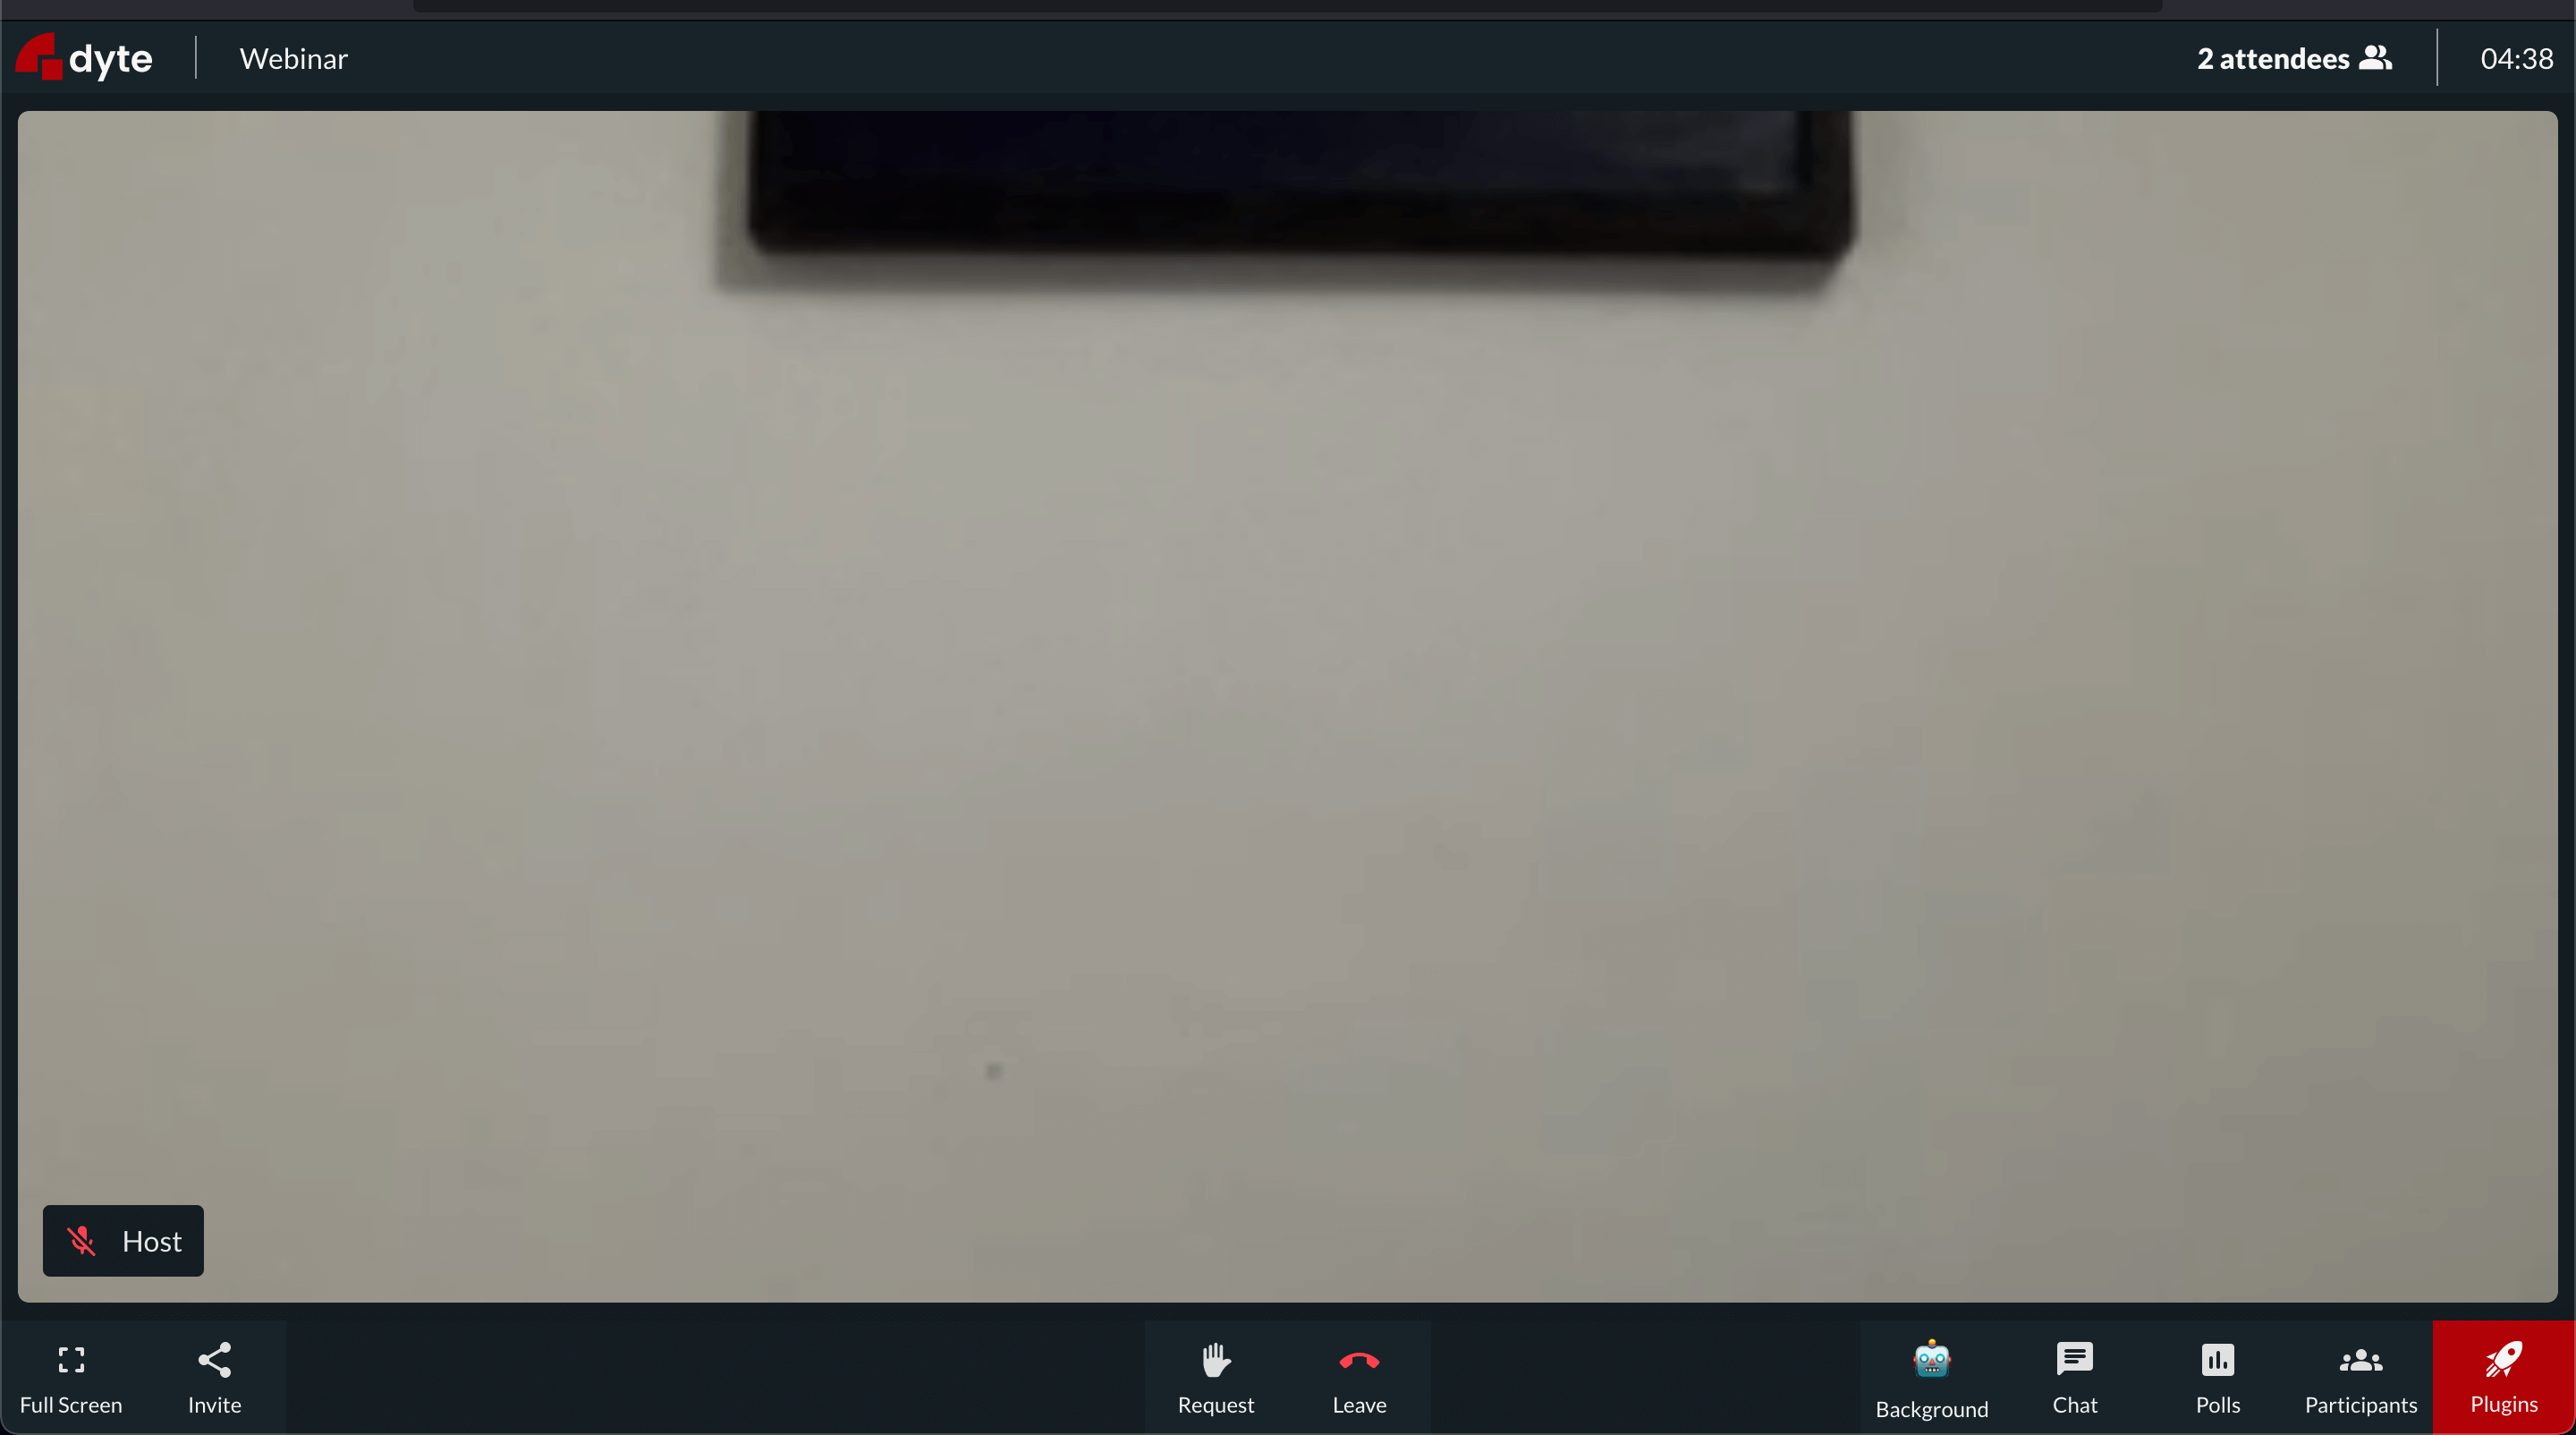 dyte
Webinar
2 attendees
04:38
Host
Full Screen
Invite
Request
Leave
Background
Chat
Polls
Participants
Plugins